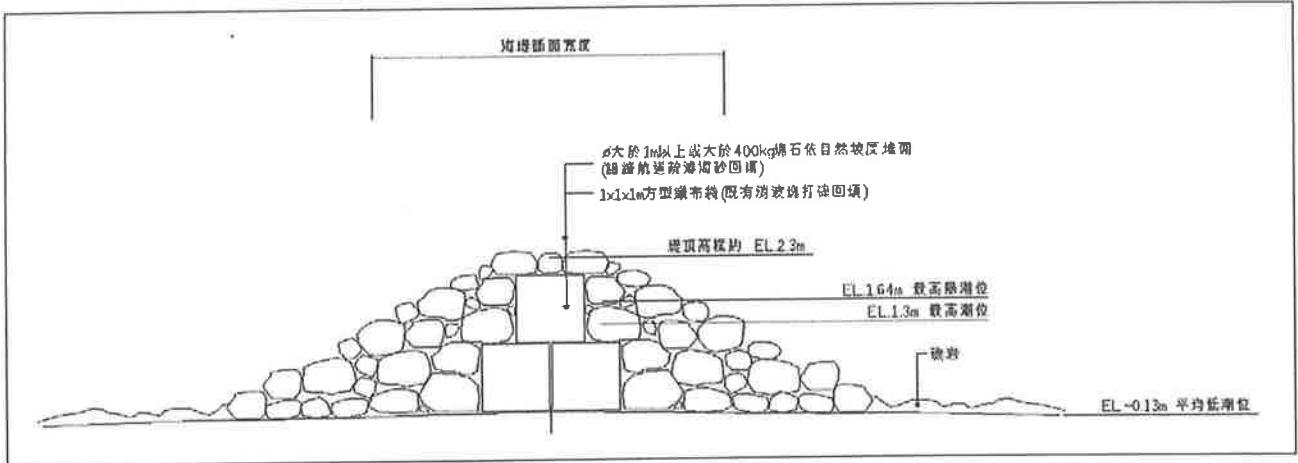 海堤斷面寬度
ø大於1m以上或大於400kg塊石依自然坡度堆砌
(細縫航道疏濬海砂回填)
1x1x1m方型織布袋(既有消波塊打碎回填)
堤頂高程約 EL.2.3m
EL.1.64m 最高暴潮位
EL.1.3m 最高潮位
礁岩
EL-0.13m 平均低潮位